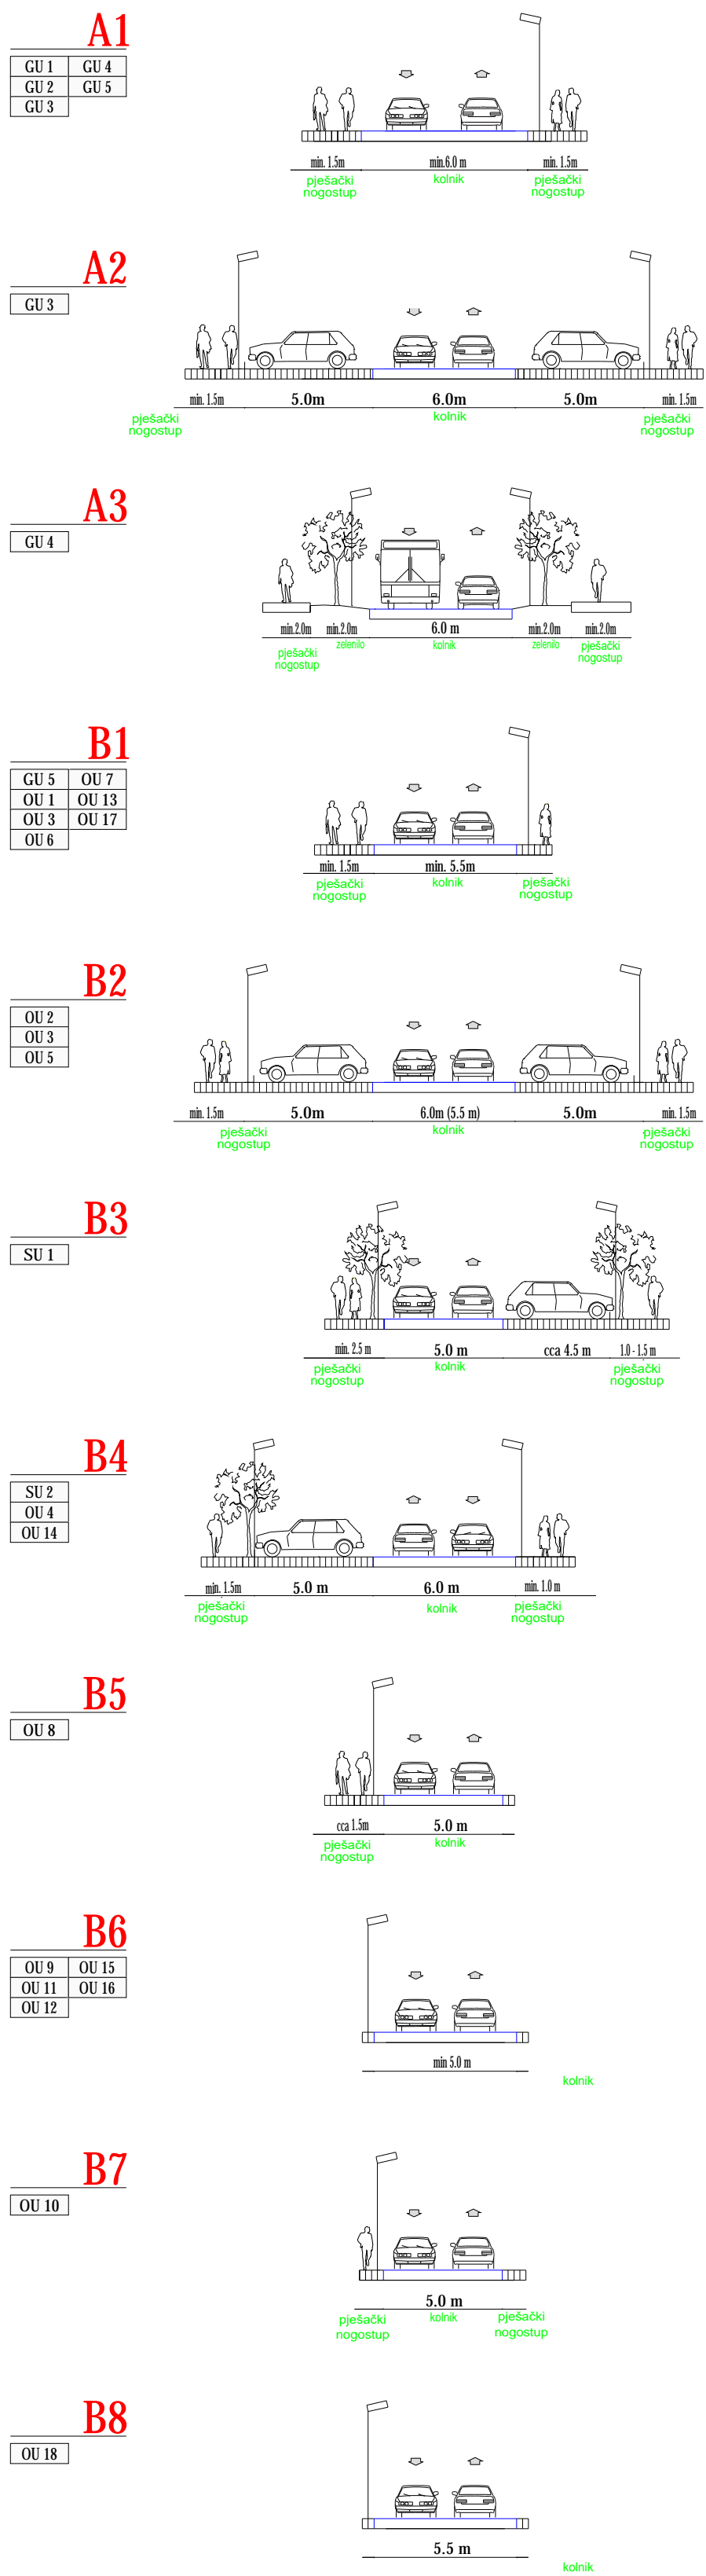 A1
GU 1 GU 4
GU 2 GU 5
GU 3
min. 1.5m min.6.0 m min. 1.5m
pješački kolnik pješački
nogostup nogostup
A2
GU 3
min. 1.5m 5.0m 6.0m 5.0m min. 1.5m
pješački kolnik pješački
nogostup nogostup
A3
GU 4
min.2.0m min.2.0m 6.0 m min.2.0m min.2.0m
pješački zelenilo kolnik zelenilo pješački
nogostup nogostup
B1
GU 5 OU 7
OU 1 OU 13
OU 3 OU 17
OU 6
min. 1.5m min. 5.5m
pješački kolnik pješački
nogostup nogostup
B2
OU 2
OU 3
OU 5
min. 1.5m 5.0m 6.0m (5.5 m) 5.0m min. 1.5m
pješački kolnik pješački
nogostup nogostup
B3
SU 1
min. 2.5 m 5.0 m cca 4.5 m 1.0 - 1.5 m
pješački kolnik pješački
nogostup nogostup
B4
SU 2
OU 4
OU 14
min. 1.5m 5.0 m 6.0 m min. 1.0 m
pješački kolnik pješački
nogostup nogostup
B5
OU 8
cca 1.5m 5.0 m
pješački kolnik
nogostup
B6
OU 9 OU 15
OU 11 OU 16
OU 12
min 5.0 m
kolnik
B7
OU 10
5.0 m
pješački kolnik pješački
nogostup nogostup
B8
OU 18
5.5 m
kolnik